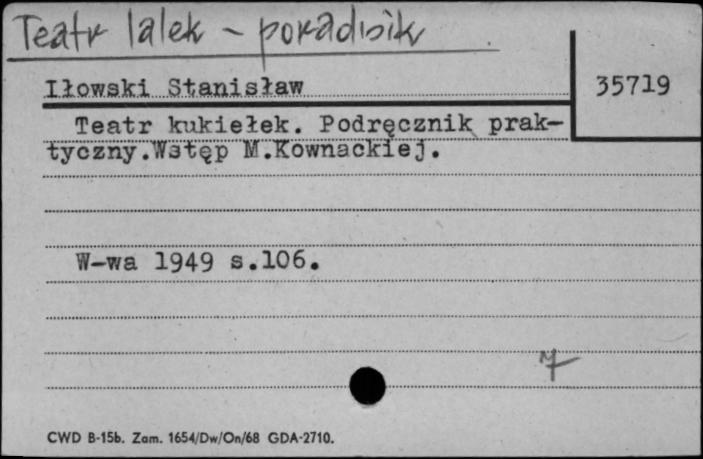 Teatr lalek - poradnik
Iłowski Stanisław
35719
Teatr kukiełek. Podręcznik prak-
tyczny.Wstęp M.Kownackiej.
W-wa 1949 s.106.
7
CWD B-15b. Zam. 1654/Dw/On/68 GDA-2710.